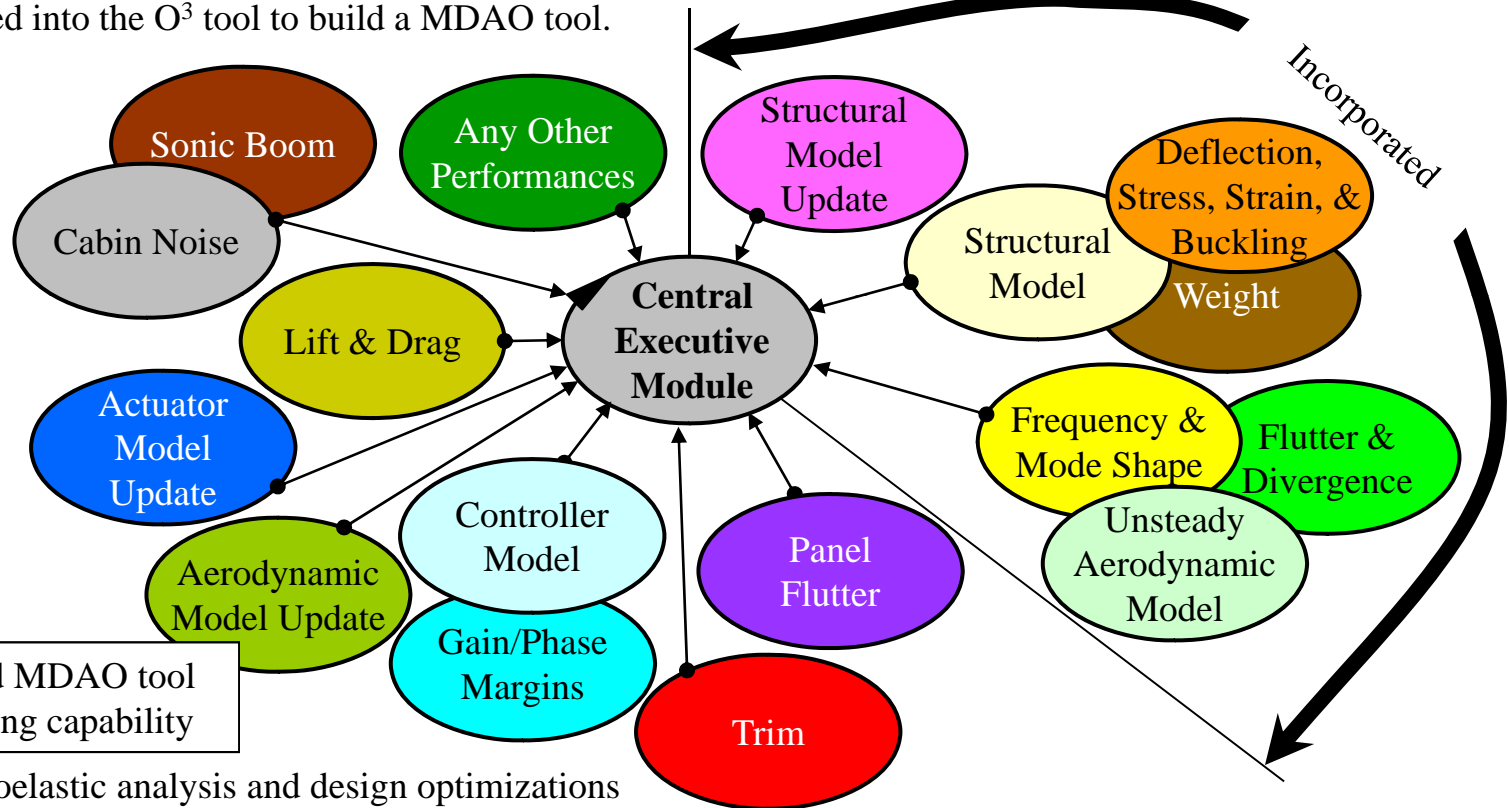 ed into the O³ tool to build a MDAO tool.
Incorporated
Sonic Boom
Any Other
Performances
Structural
Model
Update
Deflection,
Stress, Strain, &
Buckling
Cabin Noise
Structural
Model
Weight
Central
Executive
Module
Lift & Drag
Actuator
Model
Update
Frequency &
Mode Shape
Flutter &
Divergence
Controller
Model
Panel
Flutter
Unsteady
Aerodynamic
Model
Aerodynamic
Model Update
Gain/Phase
Margins
Trim
d MDAO tool
ng capability
oelastic analysis and design optimizations